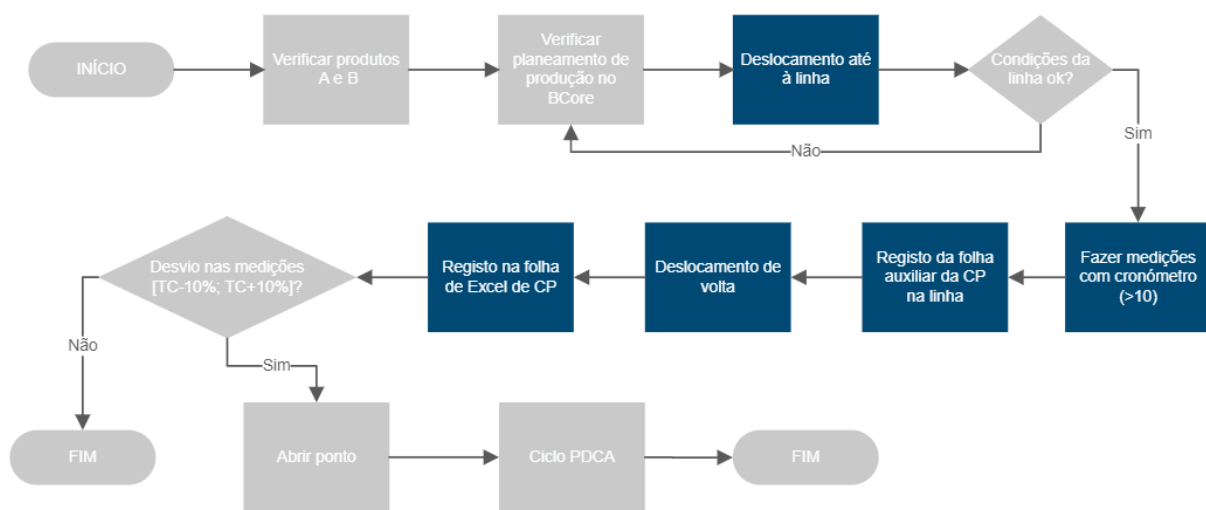 INÍCIO
Verificar produtos
A e B
Verificar
planeamento de
produção no
BCore
Deslocamento até
à linha
Condições da
linha ok?
Não
Sim
Desvio nas medições
[TC-10%; TC+10%]?
Registo na folha
de Excel de CP
Deslocamento de
volta
Registo da folha
auxiliar da CP
na linha
Fazer medições
com cronómetro
(>10)
Não
Sim
FIM
Abrir ponto
Ciclo PDCA
FIM